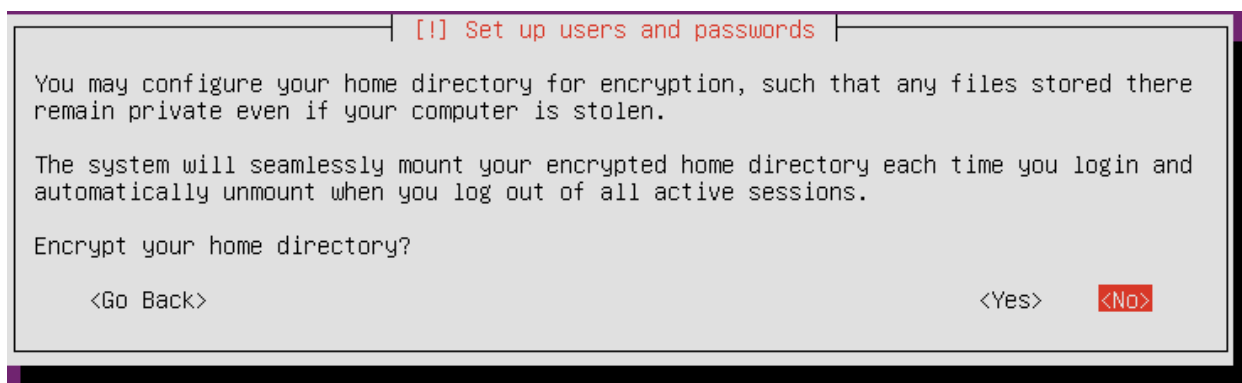 [!] Set up users and passwords
You may configure your home directory for encryption, such that any files stored there
remain private even if your computer is stolen.
The system will seamlessly mount your encrypted home directory each time you login and
automatically unmount when you log out of all active sessions.
Encrypt your home directory?
<Go Back> <Yes> <No>